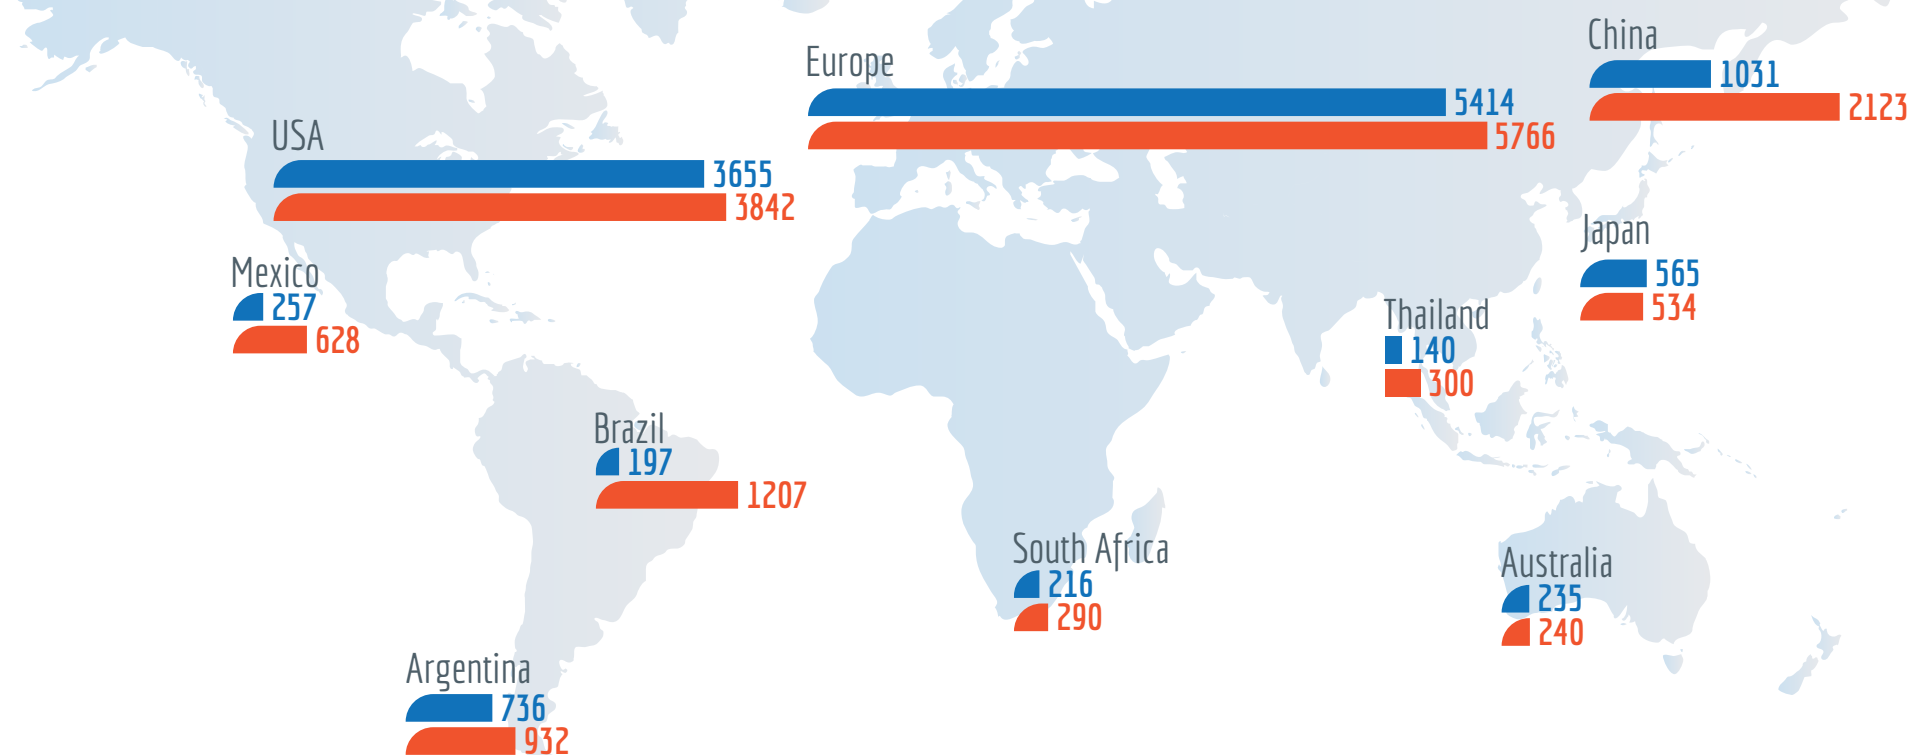 China
1031
2123
Europe
5414
5766
USA
3655
3842
Japan
565
534
Mexico
257
628
Thailand
140
300
Brazil
197
1207
South Africa
216
290
Australia
235
240
Argentina
736
932